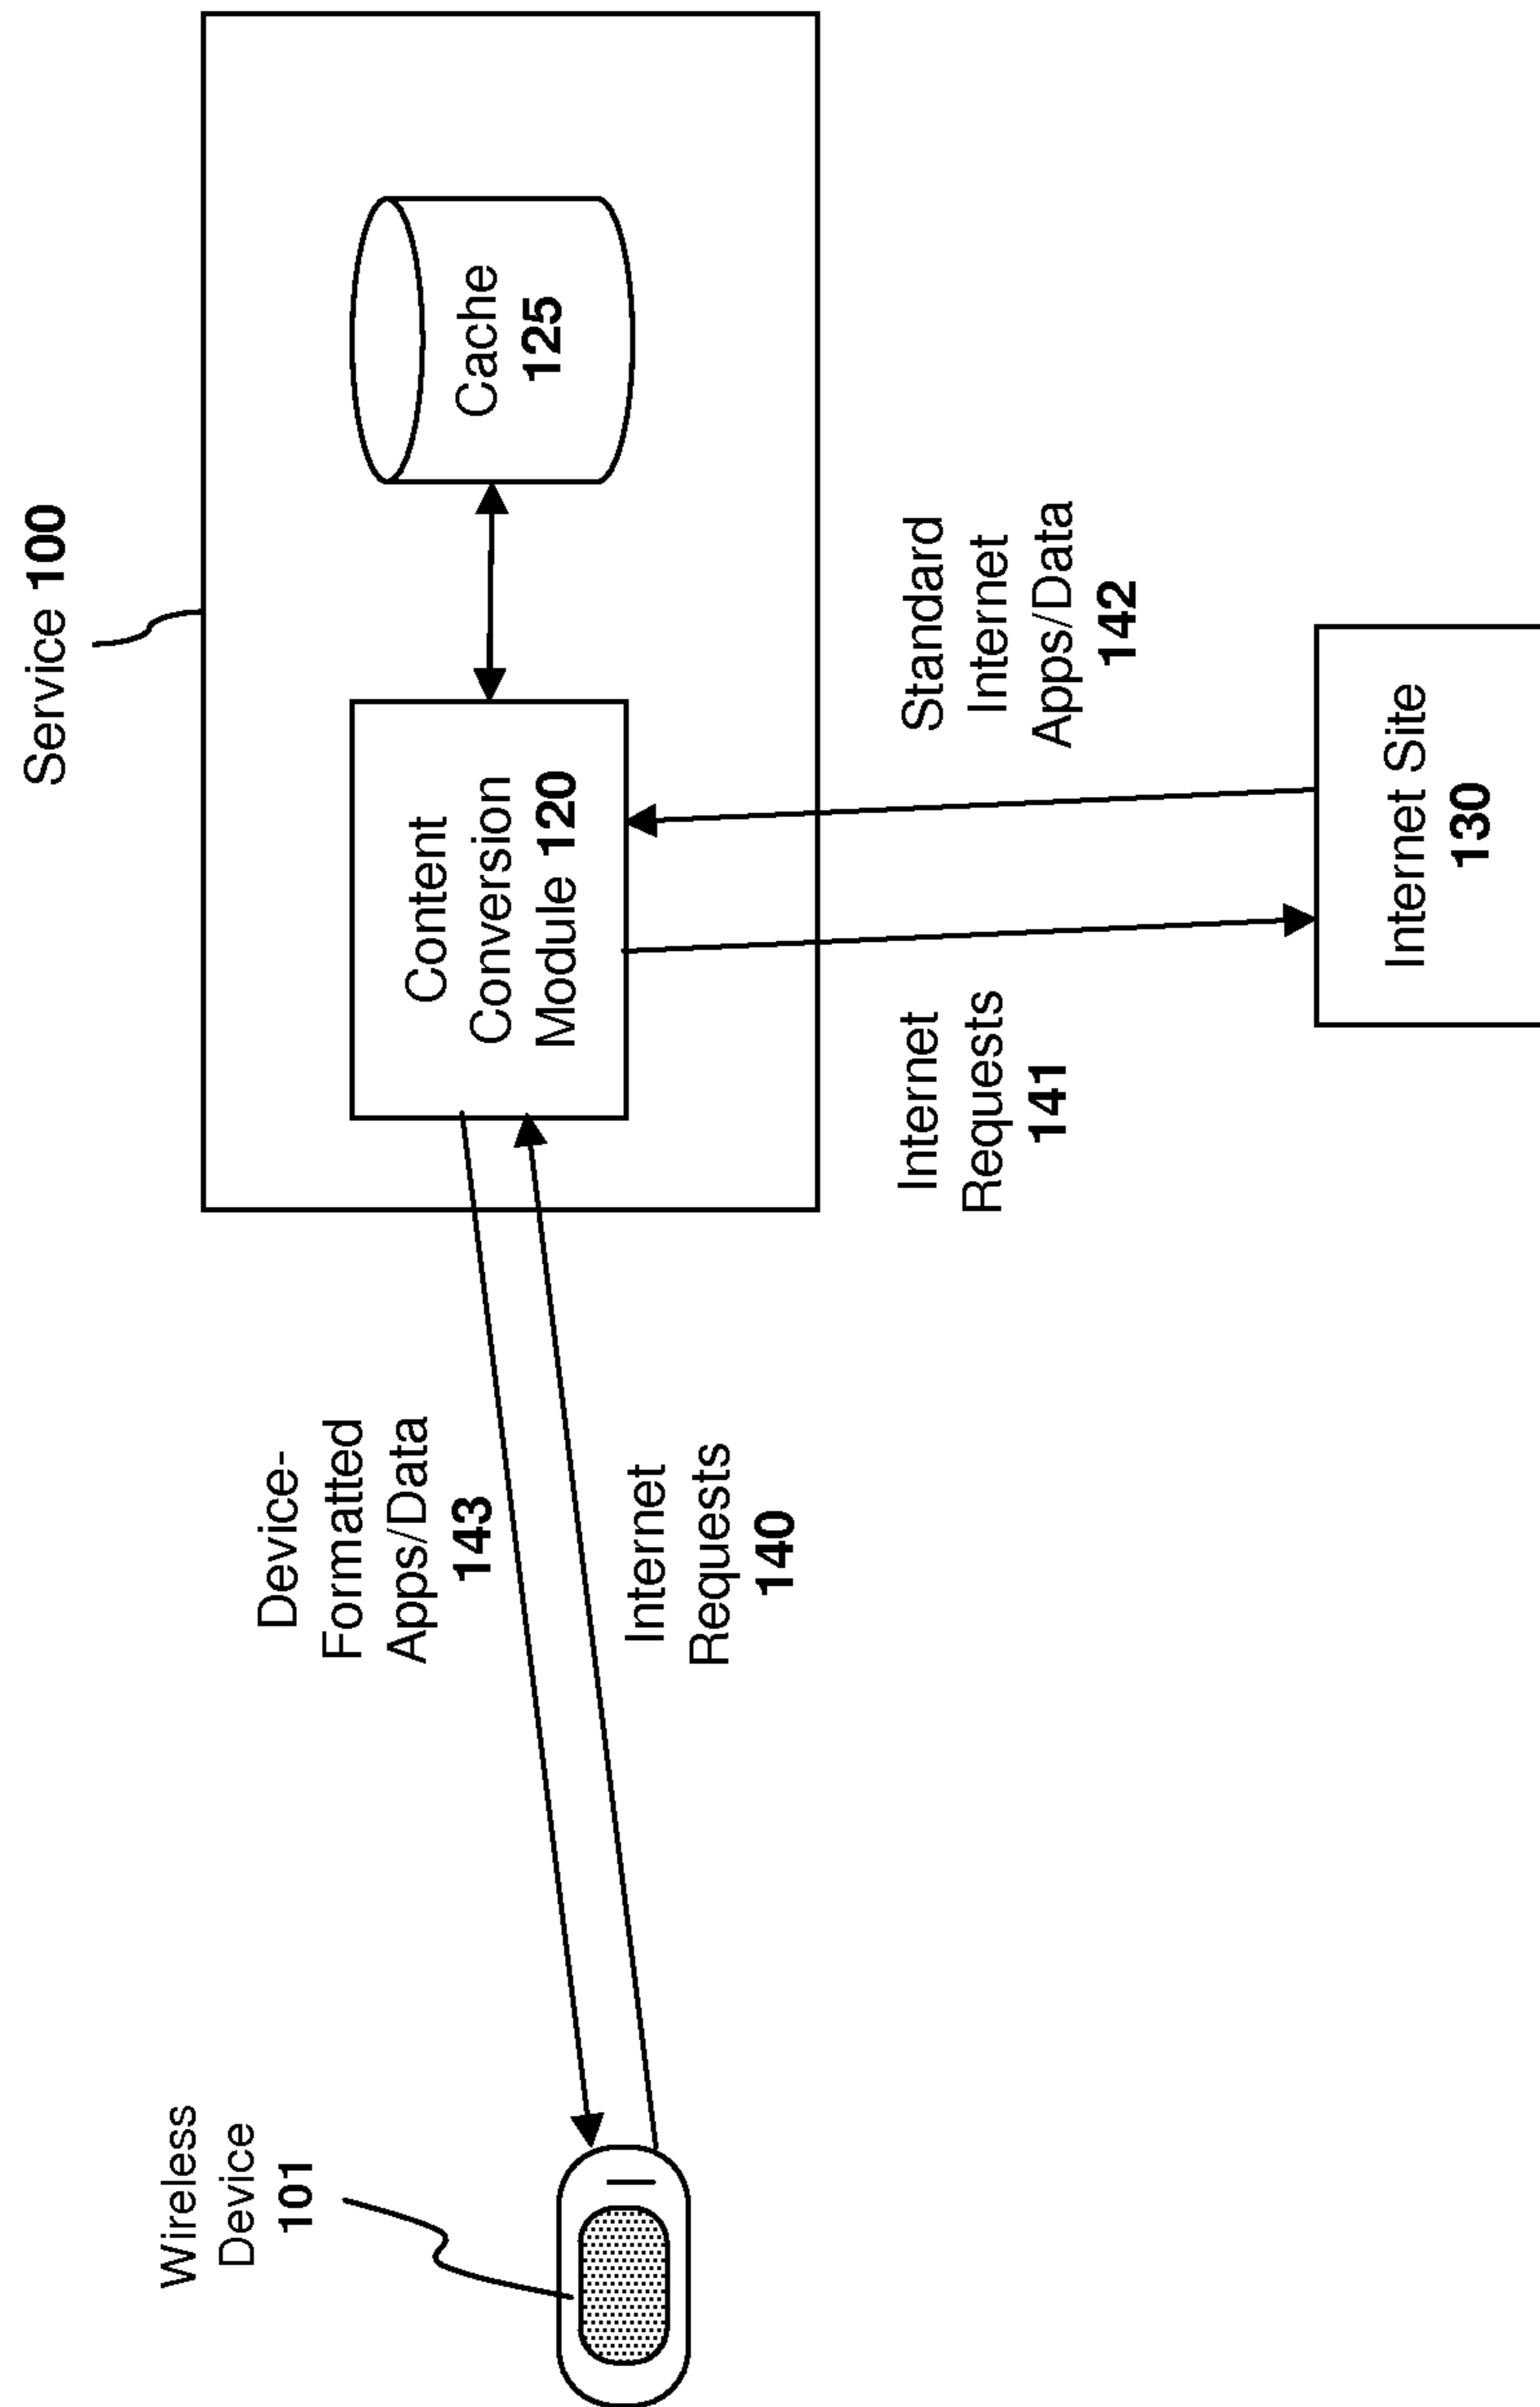 Service 100
Wireless
Device
101
Device-
Formatted
Apps/Data
143
Internet
Requests
140
Content
Conversion
Module 120
Cache
125
Internet
Requests
141
Standard
Internet
Apps/Data
142
Internet Site
130